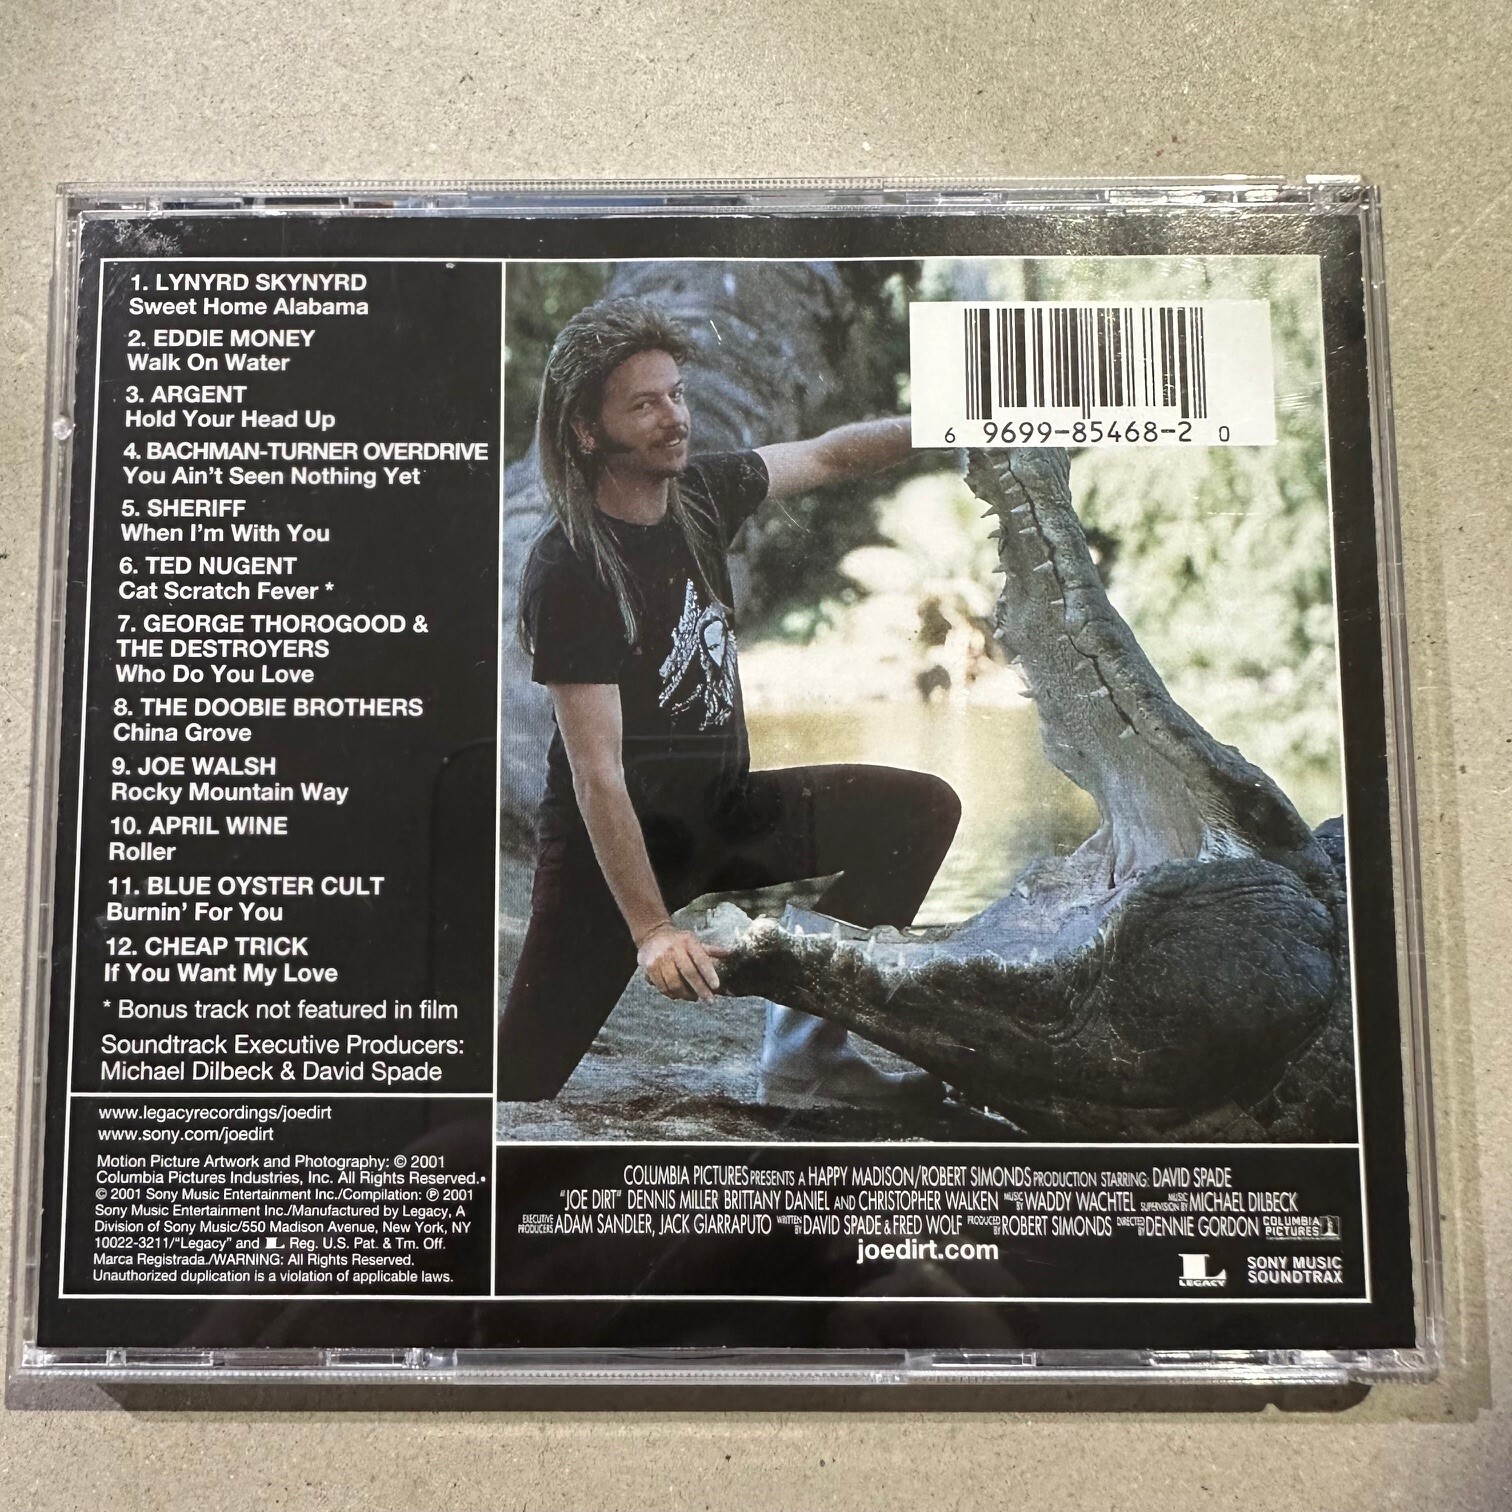 1. LYNYRD SKYNYRD
Sweet Home Alabama
2. EDDIE MONEY
Walk On Water
3. ARGENT
Hold Your Head Up
4. BACHMAN-TURNER OVERDRIVE
You Ain't Seen Nothing Yet
5. SHERIFF
When I'm With You
6. TED NUGENT
Cat Scratch Fever *
7. GEORGE THOROGOOD &
THE DESTROYERS
Who Do You Love
8. THE DOOBIE BROTHERS
China Grove
9. JOE WALSH
Rocky Mountain Way
10. APRIL WINE
Roller
11. BLUE OYSTER CULT
Burnin' For You
12. CHEAP TRICK
If You Want My Love
* Bonus track not featured in film
Soundtrack Executive Producers:
Michael Dilbeck & David Spade
www.legacyrecordings/joedirt
www.sony.com/joedirt
Motion Picture Artwork and Photography: © 2001
Columbia Pictures Industries, Inc. All Rights Reserved.•
© 2001 Sony Music Entertainment Inc./Compilation: ℗ 2001
Sony Music Entertainment Inc./Manufactured by Legacy, A
Division of Sony Music/550 Madison Avenue, New York, NY
10022-3211/"Legacy" and L Reg. U.S. Pat. & Tm. Off.
Marca Registrada./WARNING: All Rights Reserved.
Unauthorized duplication is a violation of applicable laws.
6 9699-85468-2 0
COLUMBIA PICTURES PRESENTS A HAPPY MADISON/ROBERT SIMONDS PRODUCTION STARRING: DAVID SPADE
"JOE DIRT" DENNIS MILLER BRITTANY DANIEL AND CHRISTOPHER WALKEN MUSIC BY WADDY WACHTEL MUSIC SUPERVISION BY MICHAEL DILBECK
EXECUTIVE PRODUCERS ADAM SANDLER, JACK GIARRAPUTO WRITTEN BY DAVID SPADE & FRED WOLF PRODUCED BY ROBERT SIMONDS DIRECTED BY DENNIE GORDON COLUMBIA PICTURES
joedirt.com
L LEGACY
SONY MUSIC
SOUNDTRAX